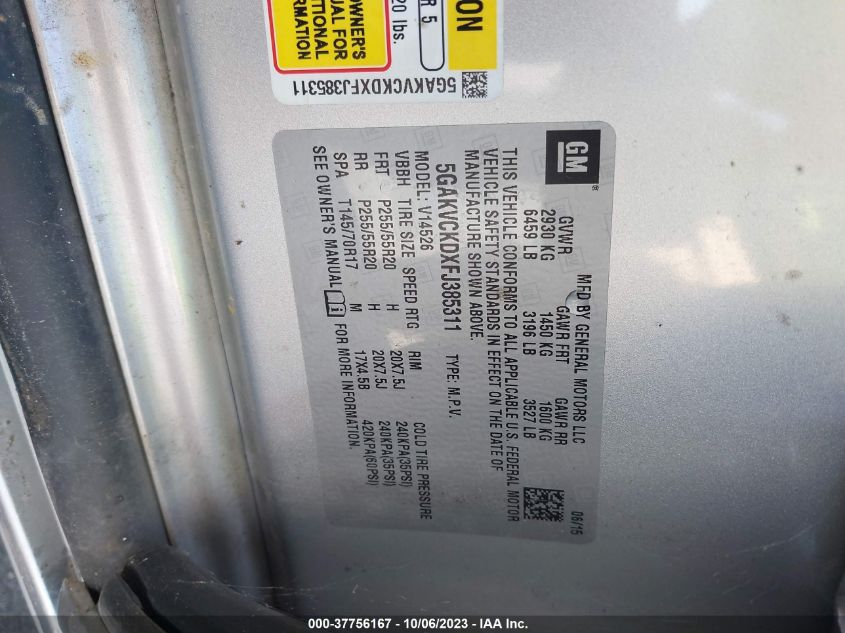 ON
R 5
20 lbs.
OWNER'S
UAL FOR
ITIONAL
RMATION
5GAKVCKDXFJ385311
GM
®
MFD BY GENERAL MOTORS LLC
06/15
GVWR GAWR FRT GAWR RR
2930 KG 1450 KG 1600 KG
6459 LB 3196 LB 3527 LB
THIS VEHICLE CONFORMS TO ALL APPLICABLE U.S. FEDERAL MOTOR
VEHICLE SAFETY STANDARDS IN EFFECT ON THE DATE OF
MANUFACTURE SHOWN ABOVE.
5GAKVCKDXFJ385311 TYPE: M.P.V.
MODEL: V14526
VBBH TIRE SIZE SPEED RTG RIM COLD TIRE PRESSURE
FRT P255/55R20 H 20X7.5J 240KPA(35PSI)
RR P255/55R20 H 20X7.5J 240KPA(35PSI)
SPA T145/70R17 M 17X4.5B 420KPA(60PSI)
SEE OWNER'S MANUAL FOR MORE INFORMATION.
000-37756167 - 10/06/2023 - IAA Inc.